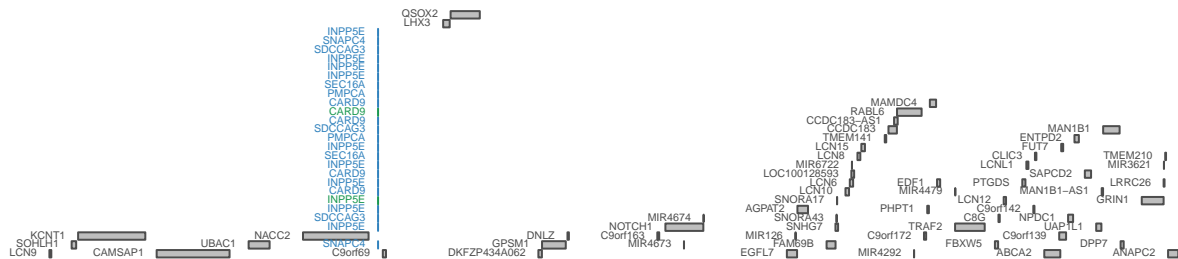 QSOX2
LHX3
INPP5E
SNAPC4
SDCCAG3
INPP5E
INPP5E
INPP5E
SEC16A
PMPCA
CARD9 MAMDC4
CARD9 RABL6
CARD9 CCDC183−AS1
SDCCAG3 CCDC183 MAN1B1
PMPCA TMEM141 ENTPD2
INPP5E LCN15 FUT7
SEC16A LCN8 CLIC3 TMEM210
INPP5E MIR6722 LCNL1 MIR3621
CARD9 LOC100128593 SAPCD2
INPP5E LCN6 EDF1 PTGDS LRRC26
CARD9 LCN10 MIR4479 MAN1B1−AS1
INPP5E SNORA17 LCN12 GRIN1
INPP5E AGPAT2 PHPT1 C9orf142
SDCCAG3 MIR4674 SNORA43 C8G NPDC1
INPP5E NOTCH1 SNHG7 TRAF2 UAP1L1
KCNT1 NACC2 DNLZ C9orf163 MIR126 C9orf172 C9orf139
SOHLH1 UBAC1 SNAPC4 GPSM1 MIR4673 FAM69B FBXW5 DPP7
LCN9 CAMSAP1 C9orf69 DKFZP434A062 EGFL7 MIR4292 ABCA2 ANAPC2